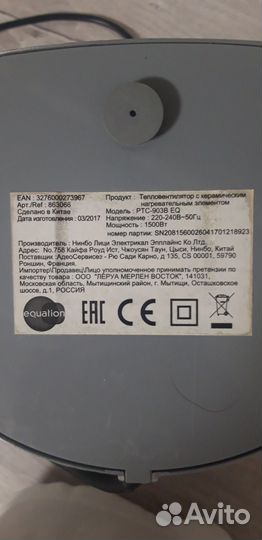 EAN : 3276000273967
Арт./Ref : 863066
Сделано в Китае
Дата изготовления : 03/2017
Продукт : Тепловентилятор с керамическим
нагревательным элементом
Модель : PTC-903B EQ
Напряжение : 220-240В~50Гц
Мощность : 1500Вт
номер партии: SN2081560026041701218923
Производитель : Нинбо Лици Электрикал Эпплайнс Ко Лтд.
Адрес: No.758 Кайфа Роуд Ист, Чжоусян Таун, Цыси, Нинбо, Китай
Поставщик : АдеоСервисез - Рю Сади Карно, д 135, CS 00001, 59790
Роншин, Франция.
Импортер/Продавец/Лицо уполномоченное принимать претензии по
качеству товара: ООО "ЛЕРУА МЕРЛЕН ВОСТОК", 141031,
Московская область, Мытищинский район, г. Мытищи, Осташковское
шоссе, д.1, РОССИЯ
equation
EAC
CE
Avito